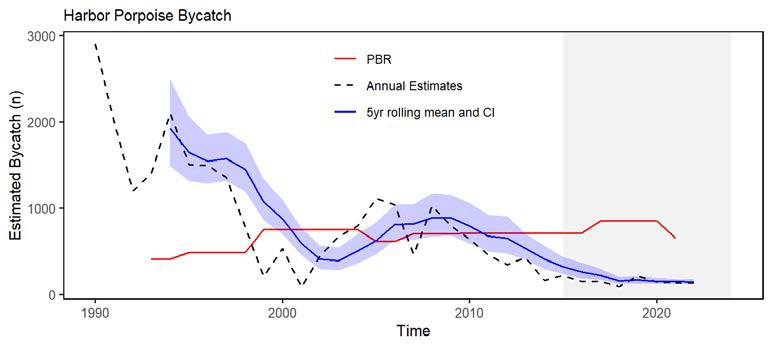 Harbor Porpoise Bycatch
3000
2000
1000
0
Estimated Bycatch (n)
PBR
Annual Estimates
5yr rolling mean and CI
1990
2000
2010
2020
Time